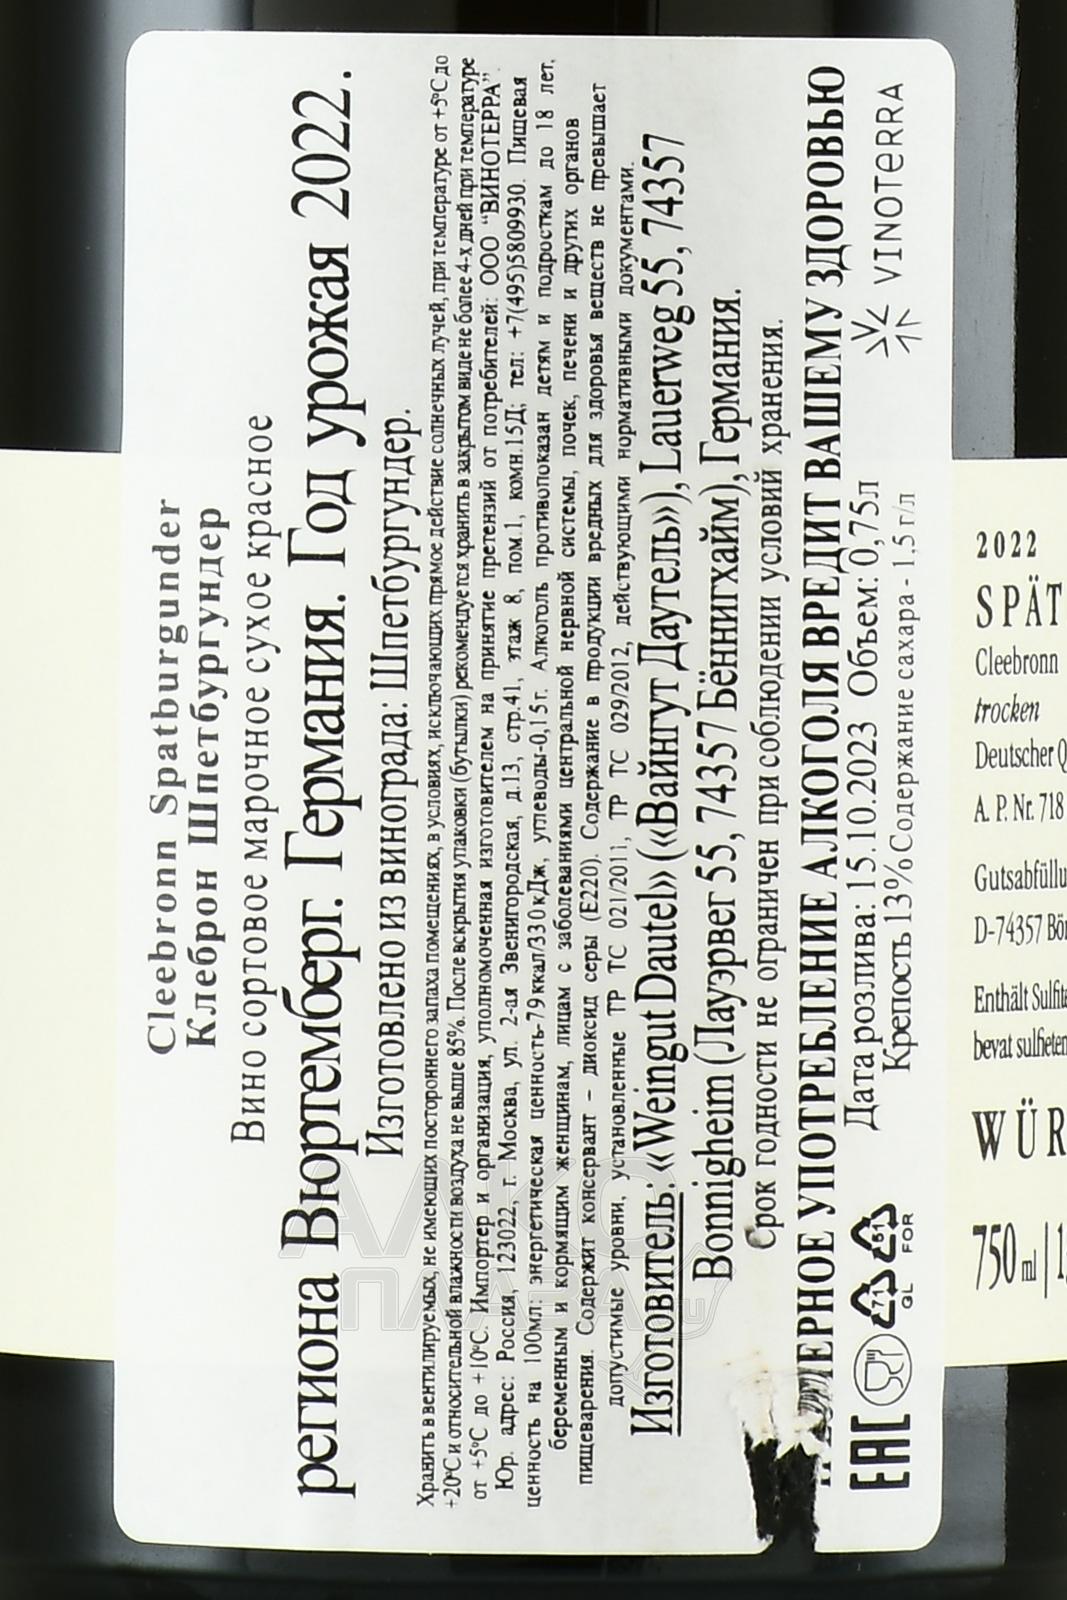 Cleebronn Spatburgunder
Клеброн Шпетбургундер
Вино сортовое марочное сухое красное
региона Вюртемберг. Германия. Год урожая 2022.
Изготовлено из винограда: Шпетбургундер.
Хранить в вентилируемых, не имеющих постороннего запаха помещениях, в условиях, исключающих прямое действие солнечных лучей, при температуре от +5°С до
+20°С и относительной влажности воздуха не выше 85%. После вскрытия упаковки (бутылки) рекомендуется хранить в закрытом виде не более 4-х дней при температуре
от +5°С до +10°С. Импортер и организация, уполномоченная изготовителем на принятие претензий от потребителей: ООО “ВИНОТЕРРА”.
Юр. адрес: Россия, 123022, г. Москва, ул. 2-ая Звенигородская, д.13, стр.41, этаж 8, пом.1, комн.15Д; тел: +7(495)5809930. Пищевая
ценность на 100мл: энергетическая ценность-79 ккал/330 кДж, углеводы-0,15 г. Алкоголь противопоказан детям и подросткам до 18 лет,
беременным и кормящим женщинам, лицам с заболеваниями центральной нервной системы, почек, печени и других органов
пищеварения. Содержит консервант – диоксид серы (Е220). Содержание в продукции вредных для здоровья веществ не превышает
допустимые уровни, установленные ТР ТС 021/2011, ТР ТС 029/2012, действующими нормативными документами.
Изготовитель: «Weingut Dautel» («Вайнгут Даутель»), Lauerweg 55, 74357
Bonnigheim (Лауэрвег 55, 74357 Бённигхайм), Германия.
Срок годности не ограничен при соблюдении условий хранения.
УПОТРЕБЛЕНИЕ АЛКОГОЛЯ ВРЕДИТ ВАШЕМУ ЗДОРОВЬЮ
Дата розлива: 15.10.2023 Объем: 0,75л
Крепость 13% Содержание сахара - 1,5 г/л
EAC
71
GL
51
FOR
VINOTERRA
2022
SPÄT
Cleebronn
trocken
Deutscher Q
A. P. Nr. 718
Gutsabfüllu
D-74357 Bön
Enthält Sulfite
bevat sulfieten
WÜR
750 ml | 1
АЛКО
ПЛАЗА
.ru